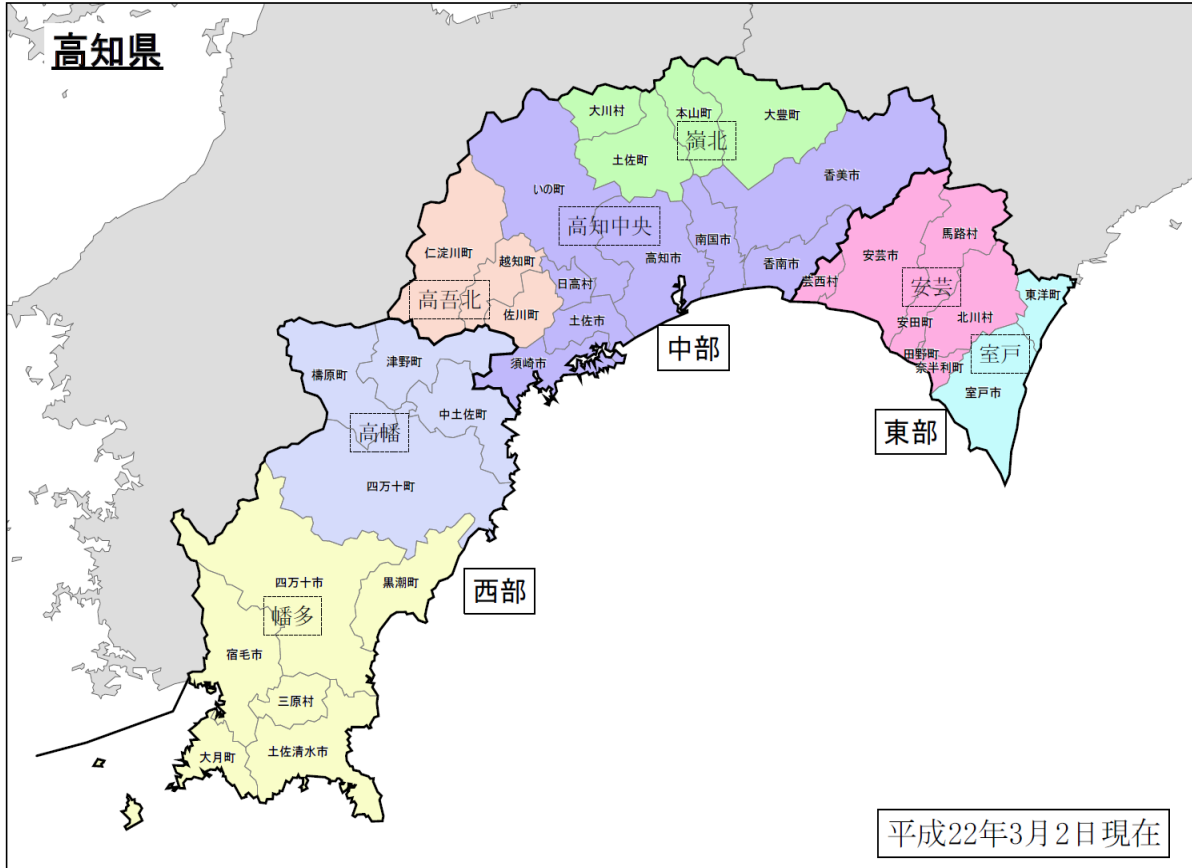 高知県
大川村
本山町
大豊町
嶺北
土佐町
香美市
いの町
高知中央
南国市
高知市
香南市
仁淀川町
越知町
日高村
高吾北
佐川町
土佐市
須崎市
中部
馬路村
安芸市
安芸
芸西村
東洋町
北川村
安田町
田野町
奈半利町
室戸
室戸市
東部
津野町
檮原町
中土佐町
高幡
四万十町
西部
四万十市
黒潮町
幡多
宿毛市
三原村
大月町
土佐清水市
平成22年3月2日現在